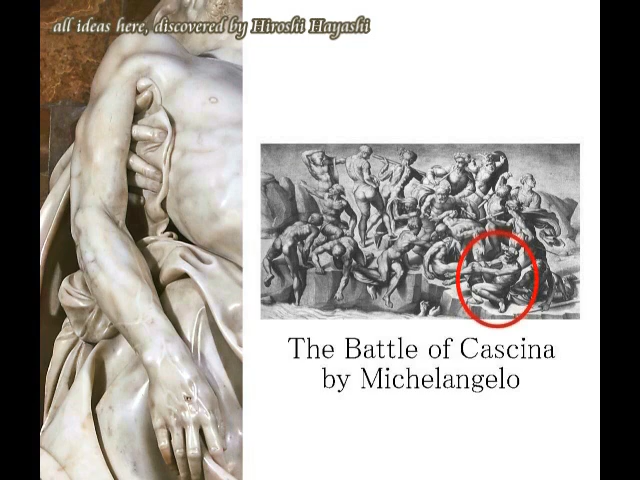 all ideas here, discovered by Hiroshi Hayashi
The Battle of Cascina
by Michelangelo